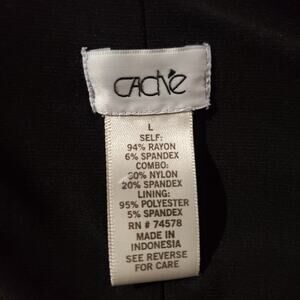 CAChé
L
SELF:
94% RAYON
6% SPANDEX
COMBO:
80% NYLON
20% SPANDEX
LINING:
95% POLYESTER
5% SPANDEX
RN # 74578
MADE IN
INDONESIA
SEE REVERSE
FOR CARE